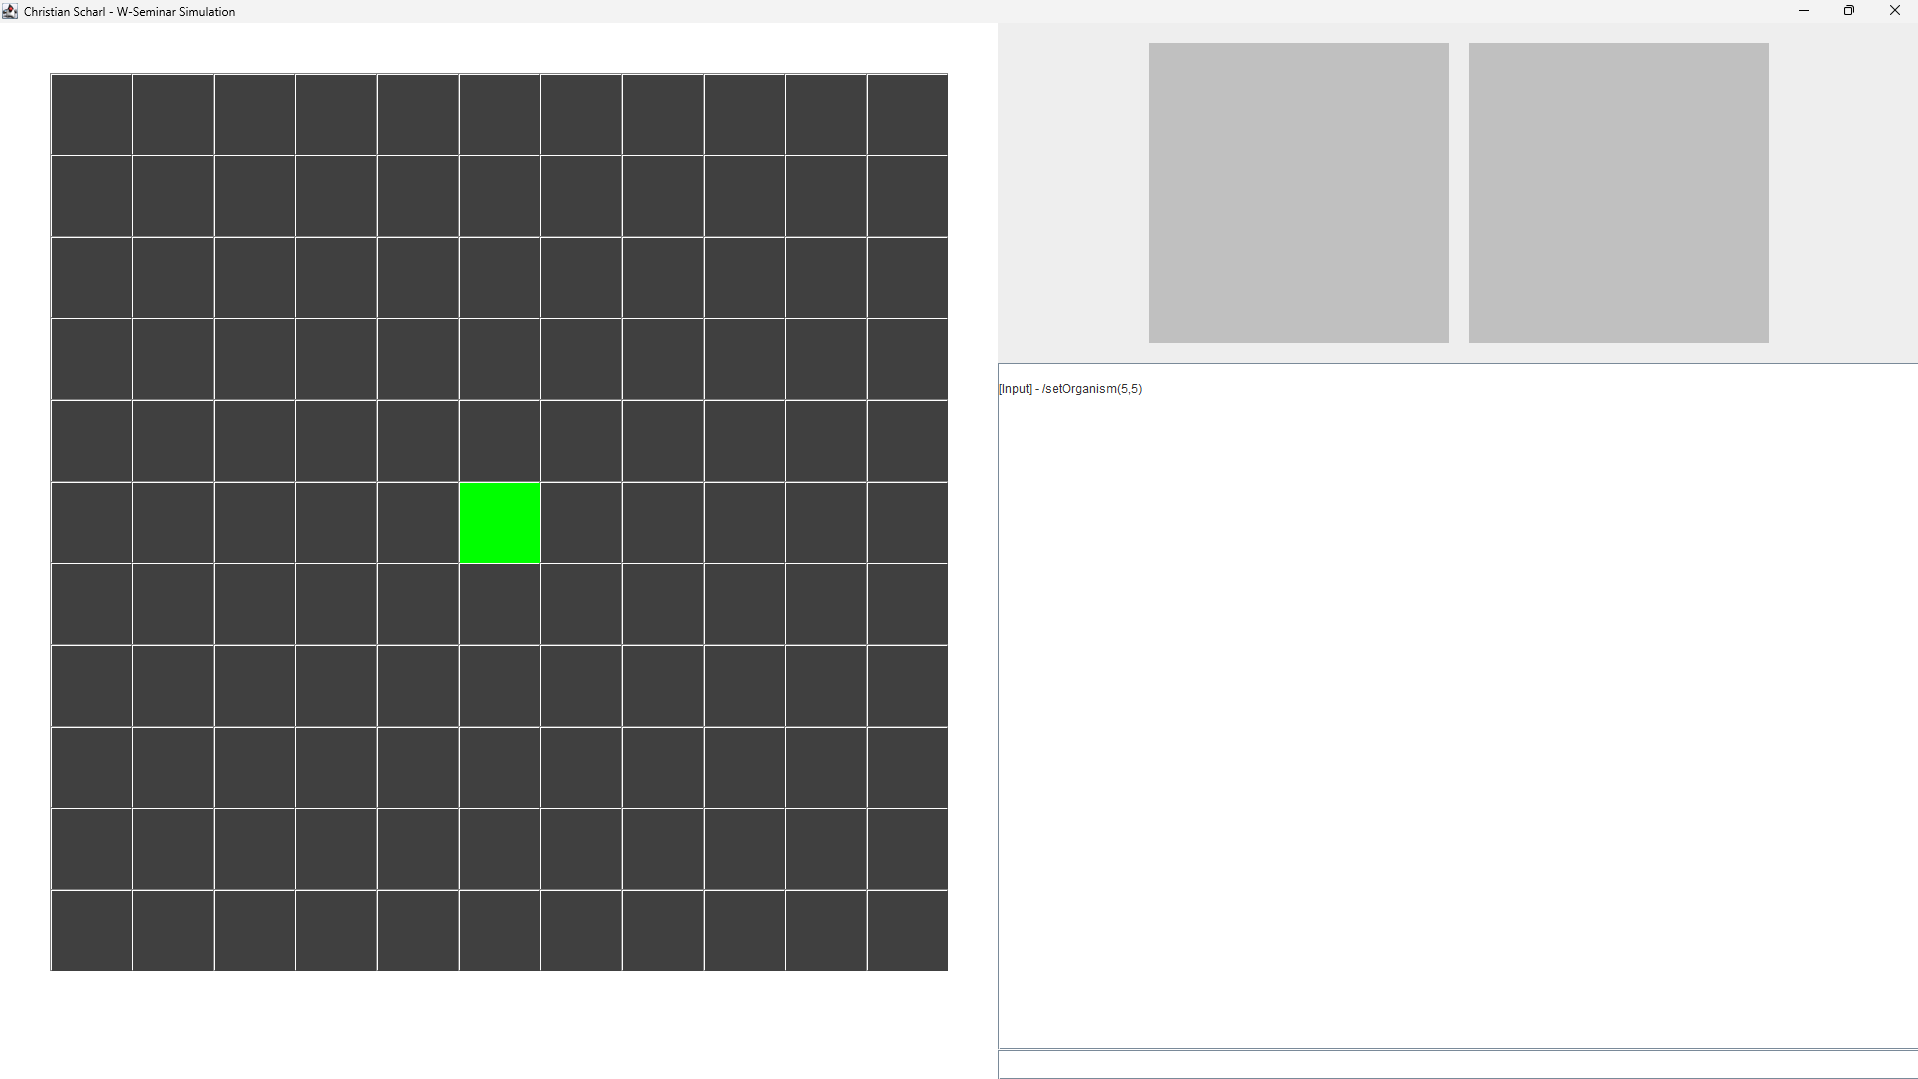 Christian Scharl - W-Seminar Simulation
[Input] - /setOrganism(5,5)